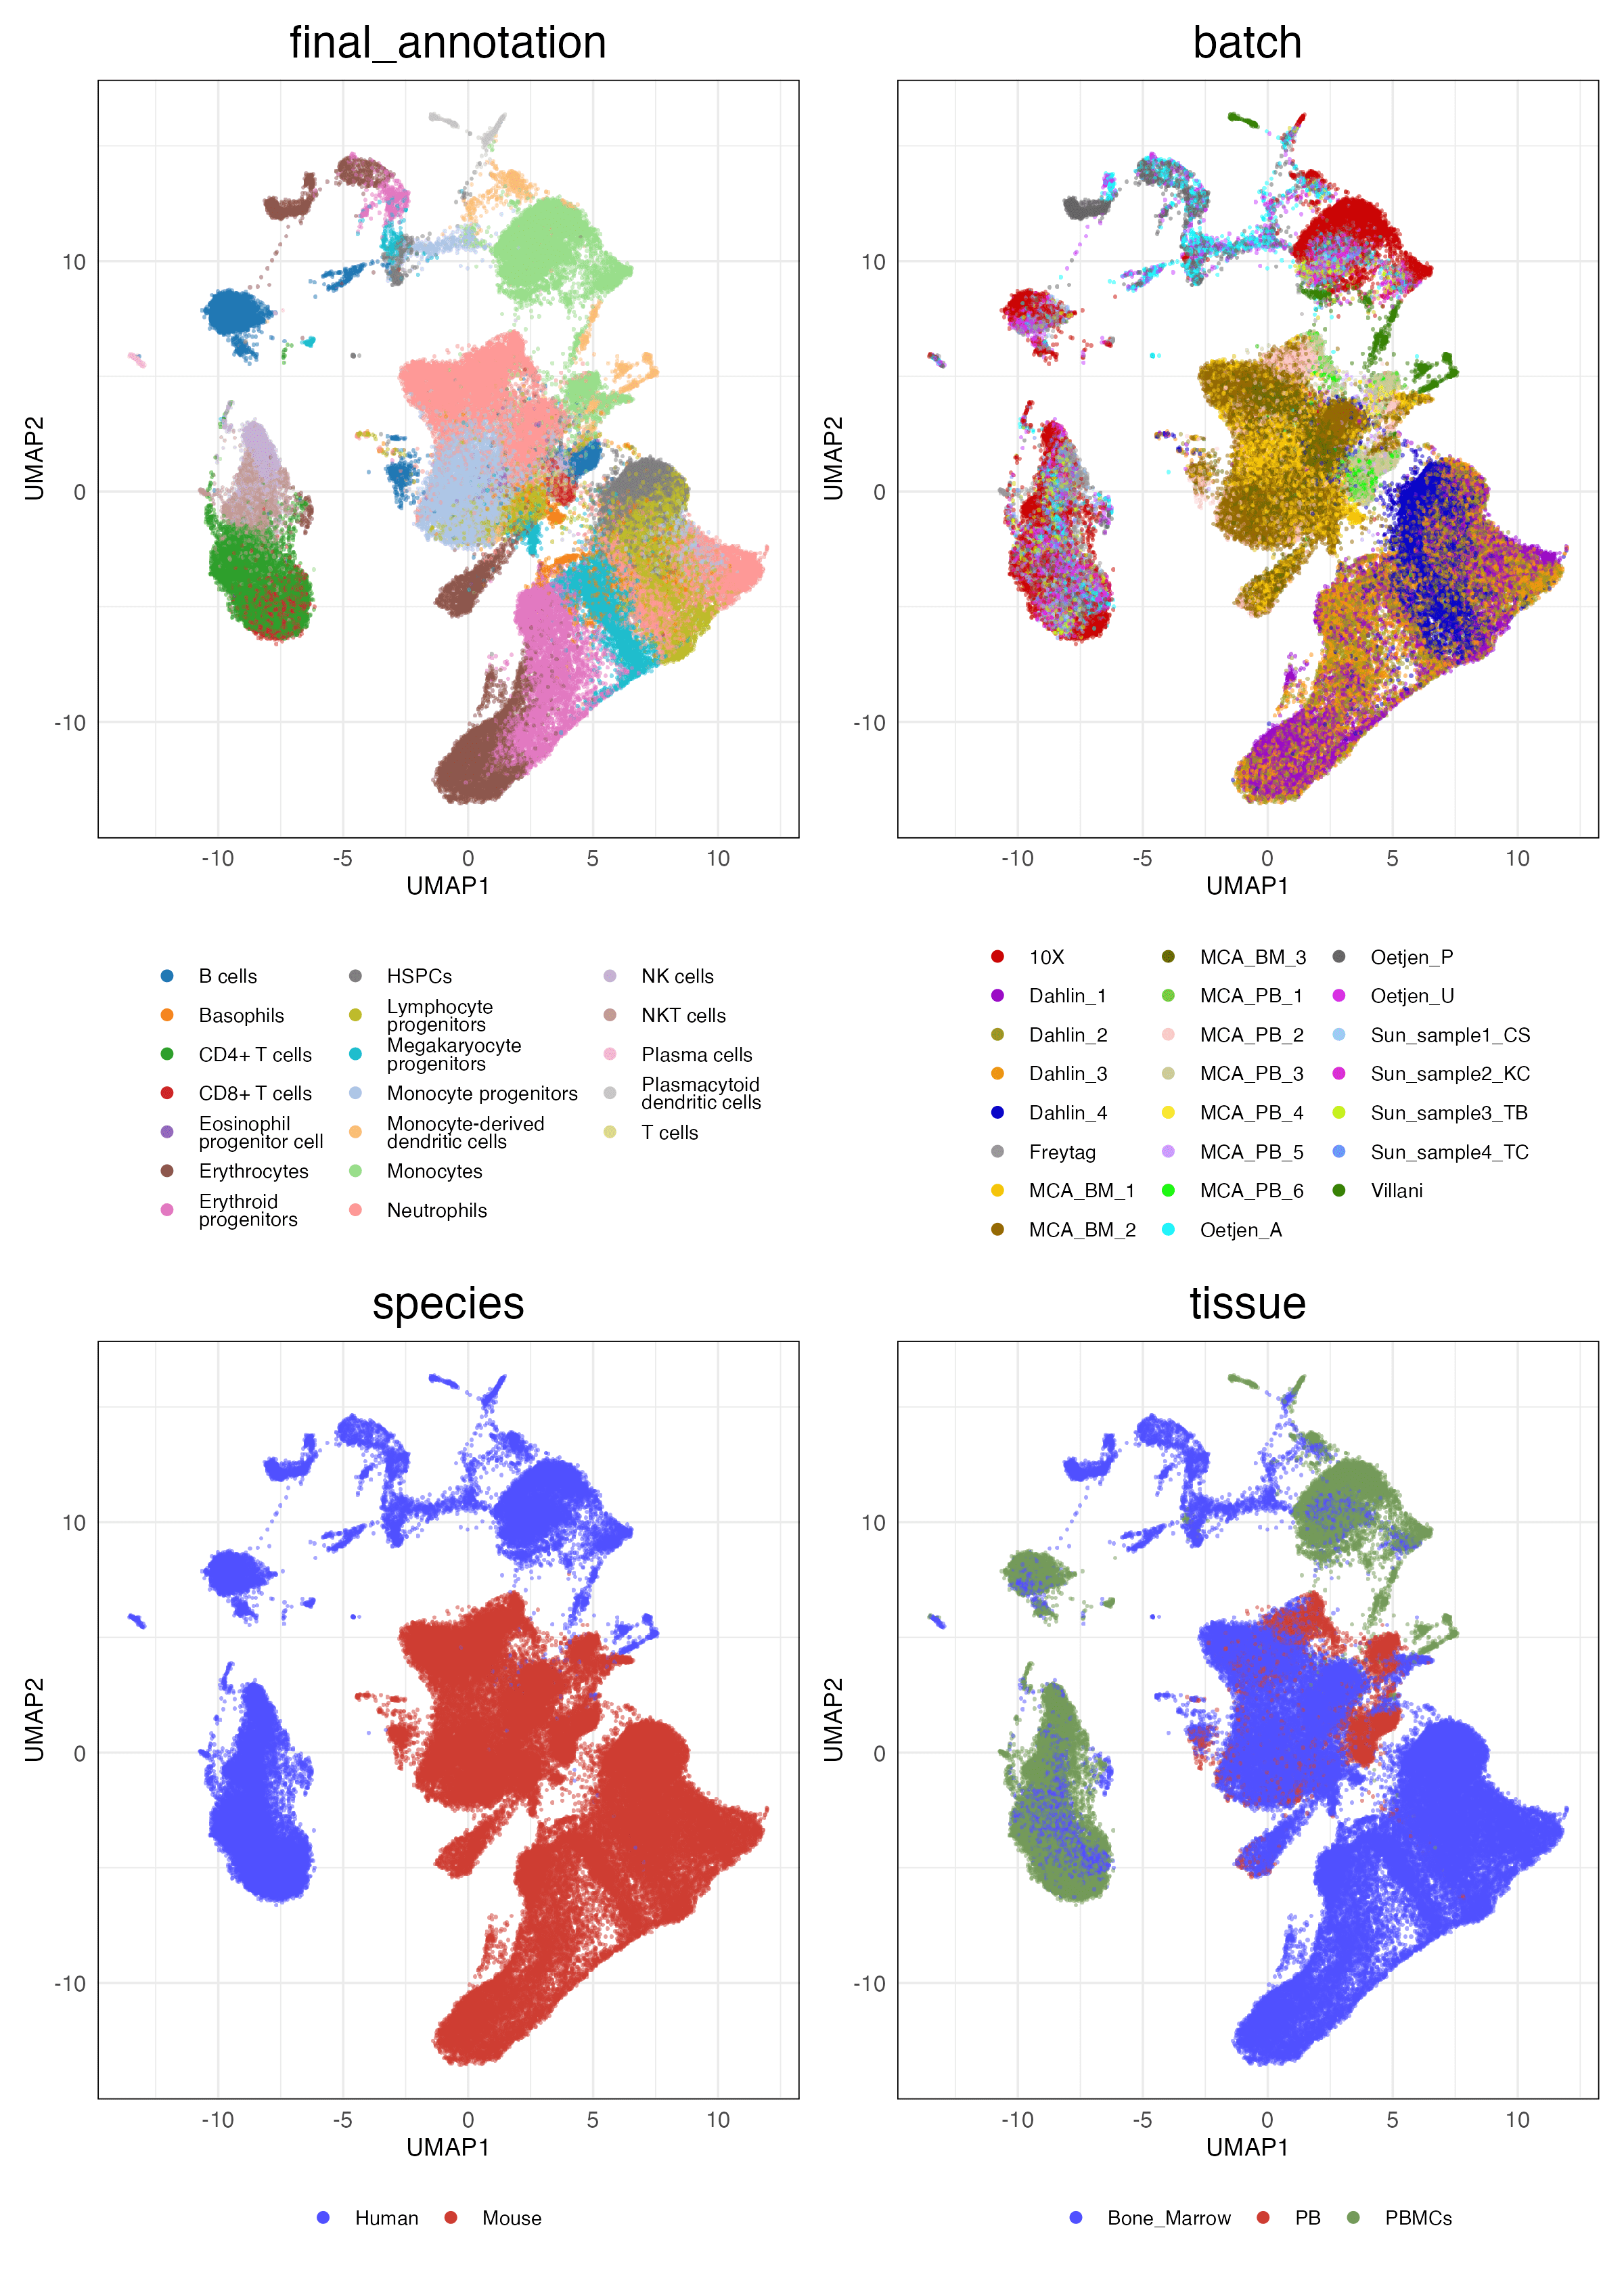 final_annotation
batch
UMAP2
10
0
-10
-10
-5
0
5
10
UMAP1
UMAP2
10
0
-10
-10
-5
0
5
10
UMAP1
B cells
Basophils
CD4+ T cells
CD8+ T cells
Eosinophil
progenitor cell
Erythrocytes
Erythroid
progenitors
HSPCs
Lymphocyte
progenitors
Megakaryocyte
progenitors
Monocyte progenitors
Monocyte-derived
dendritic cells
Monocytes
Neutrophils
NK cells
NKT cells
Plasma cells
Plasmacytoid
dendritic cells
T cells
10X
Dahlin_1
Dahlin_2
Dahlin_3
Dahlin_4
Freytag
MCA_BM_1
MCA_BM_2
MCA_BM_3
MCA_PB_1
MCA_PB_2
MCA_PB_3
MCA_PB_4
MCA_PB_5
MCA_PB_6
Oetjen_A
Oetjen_P
Oetjen_U
Sun_sample1_CS
Sun_sample2_KC
Sun_sample3_TB
Sun_sample4_TC
Villani
species
tissue
UMAP2
10
0
-10
-10
-5
0
5
10
UMAP1
UMAP2
10
0
-10
-10
-5
0
5
10
UMAP1
Human
Mouse
Bone_Marrow
PB
PBMCs